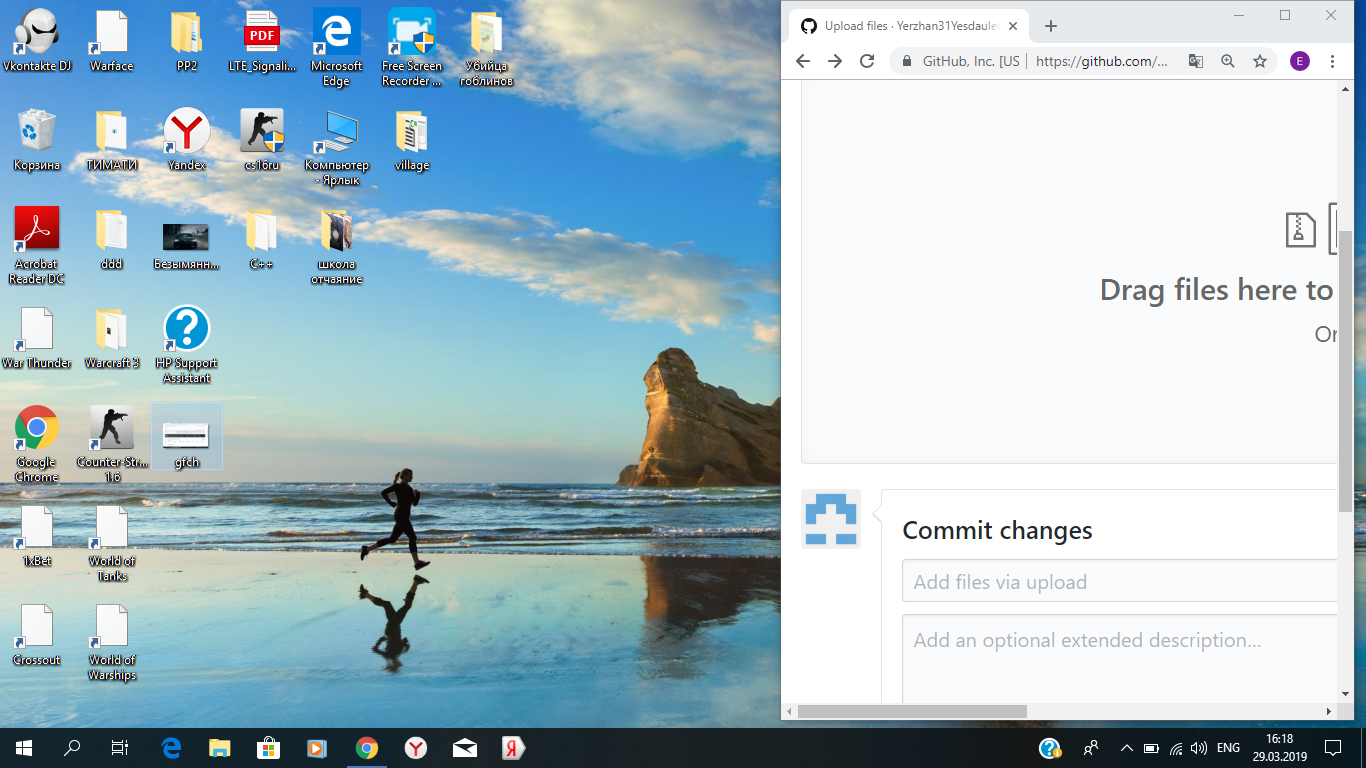 Vkontakte DJ
Warface
PP2
LTE_Signali...
Microsoft
Edge
Free Screen
Recorder ...
Убийца
гоблинов
Корзина
ТИМАТИ
Yandex
cs16ru
Компьютер
- Ярлык
village
Acrobat
Reader DC
ddd
Безымянн...
C++
школа
отчаяние
War Thunder
Warcraft 3
HP Support
Assistant
Google
Chrome
Counter-Str...
1.6
gfch
1xBet
World of
Tanks
Crossout
World of
Warships
PDF
Upload files · Yerzhan31Yesdaule
GitHub, Inc. [US
https://github.com/...
E
Drag files here to
Or
Commit changes
Add files via upload
Add an optional extended description...
ENG
16:18
29.03.2019